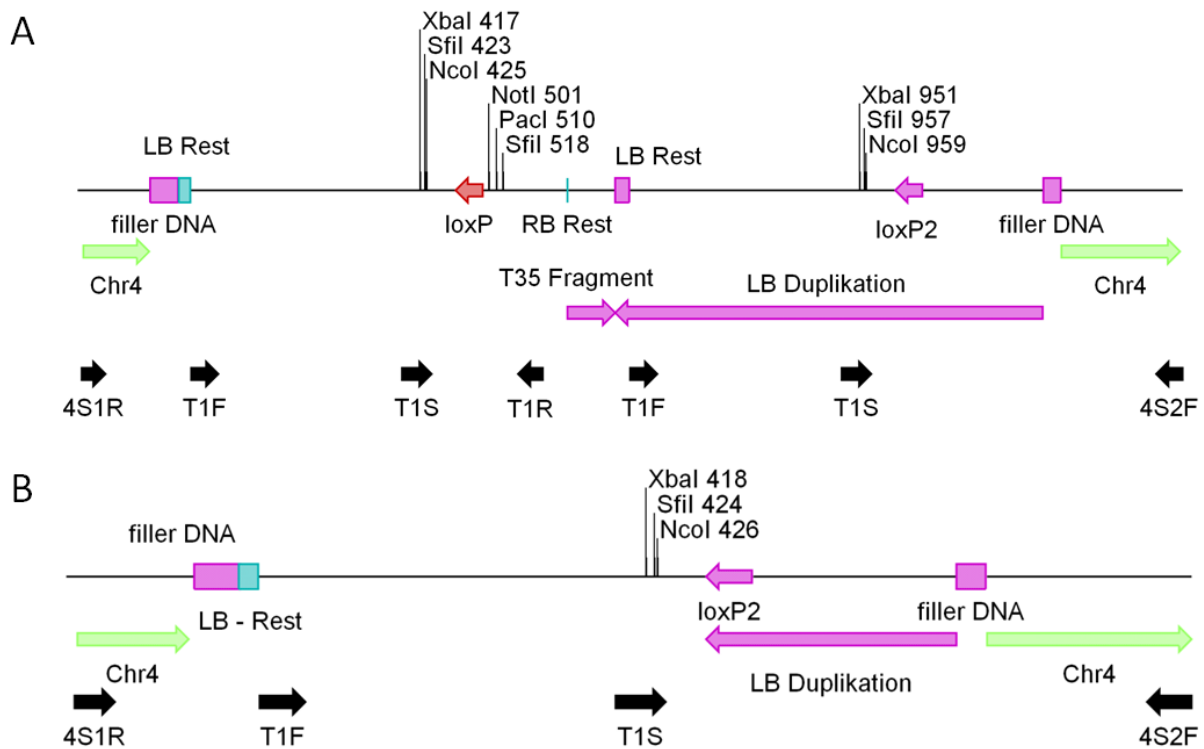 A
XbaI 417
SfiI 423
NcoI 425
NotI 501
PacI 510
SfiI 518
XbaI 951
SfiI 957
NcoI 959
LB Rest
LB Rest
filler DNA
loxP
RB Rest
loxP2
filler DNA
Chr4
T35 Fragment
LB Duplikation
Chr4
4S1R
T1F
T1S
T1R
T1F
T1S
4S2F
B
XbaI 418
SfiI 424
NcoI 426
filler DNA
LB - Rest
loxP2
filler DNA
Chr4
LB Duplikation
Chr4
4S1R
T1F
T1S
4S2F